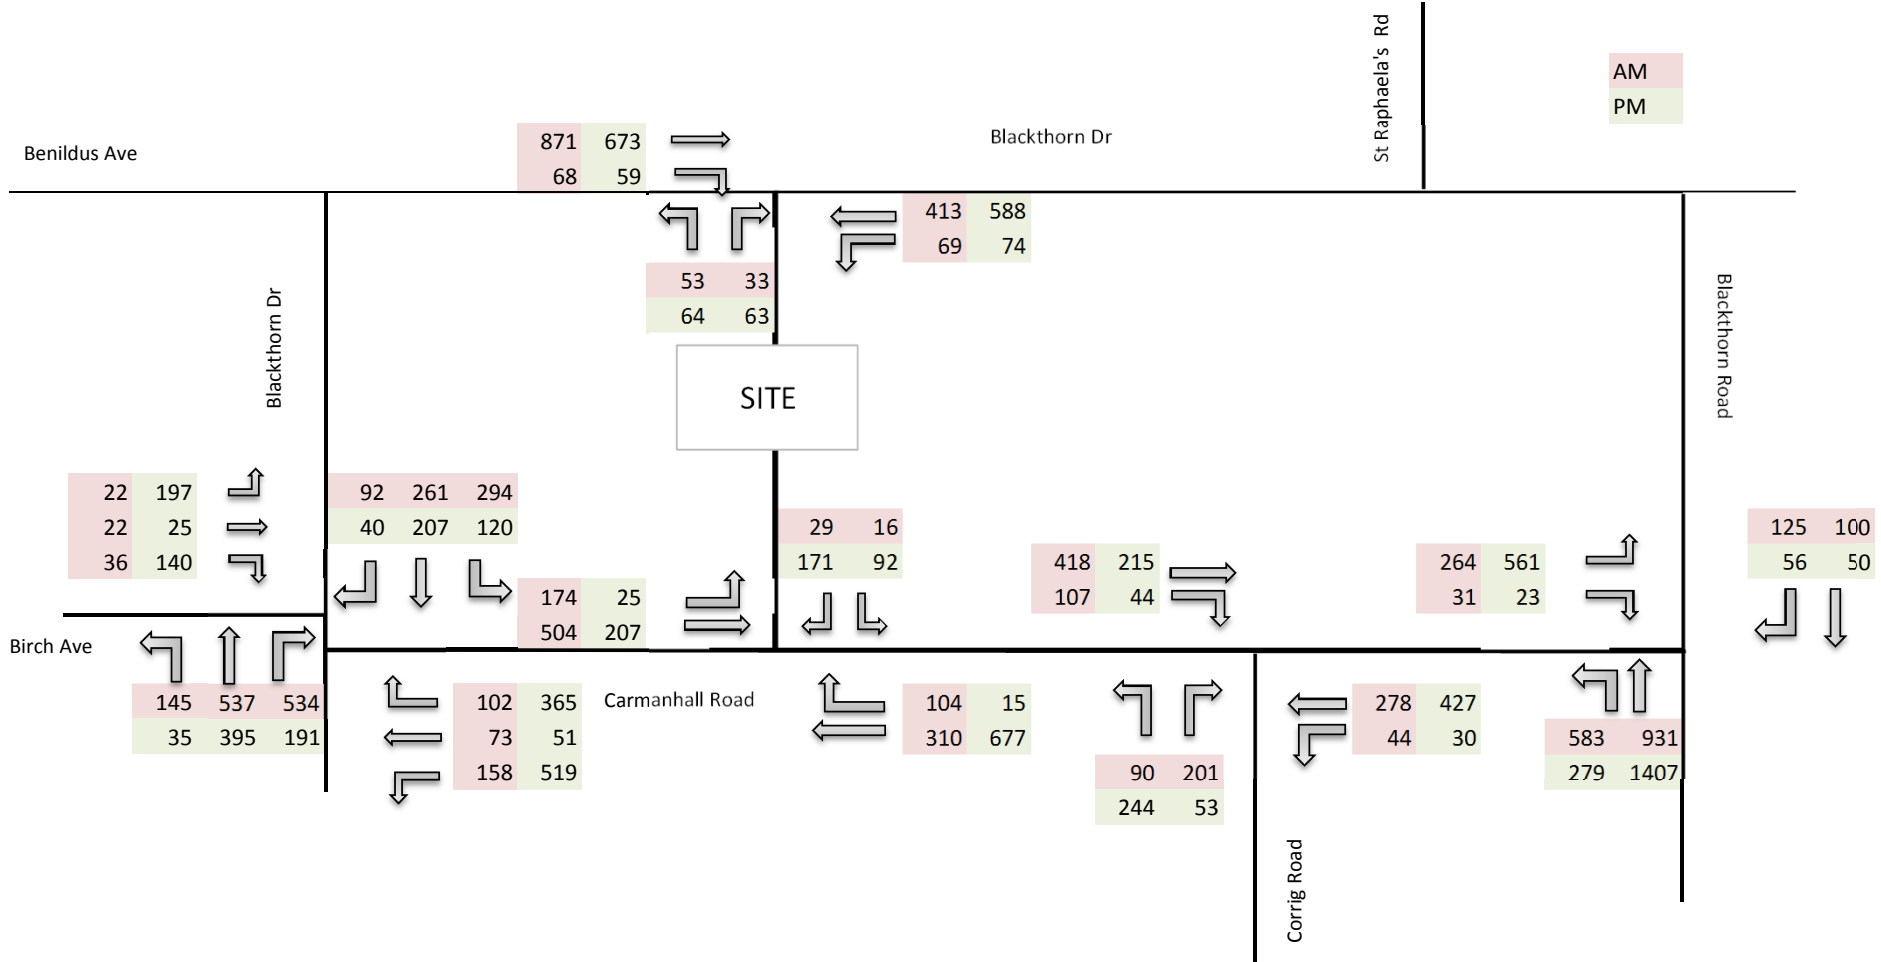 St Raphaela's Rd
AM
PM
Benildus Ave
871 673
68 59
Blackthorn Dr
413 588
69 74
53 33
64 63
Blackthorn Dr
SITE
Blackthorn Road
22 197
22 25
36 140
92 261 294
40 207 120
174 25
504 207
29 16
171 92
418 215
107 44
264 561
31 23
125 100
56 50
Birch Ave
145 537 534
35 395 191
102 365
73 51
158 519
Carmanhall Road
104 15
310 677
90 201
244 53
278 427
44 30
583 931
279 1407
Corrig Road